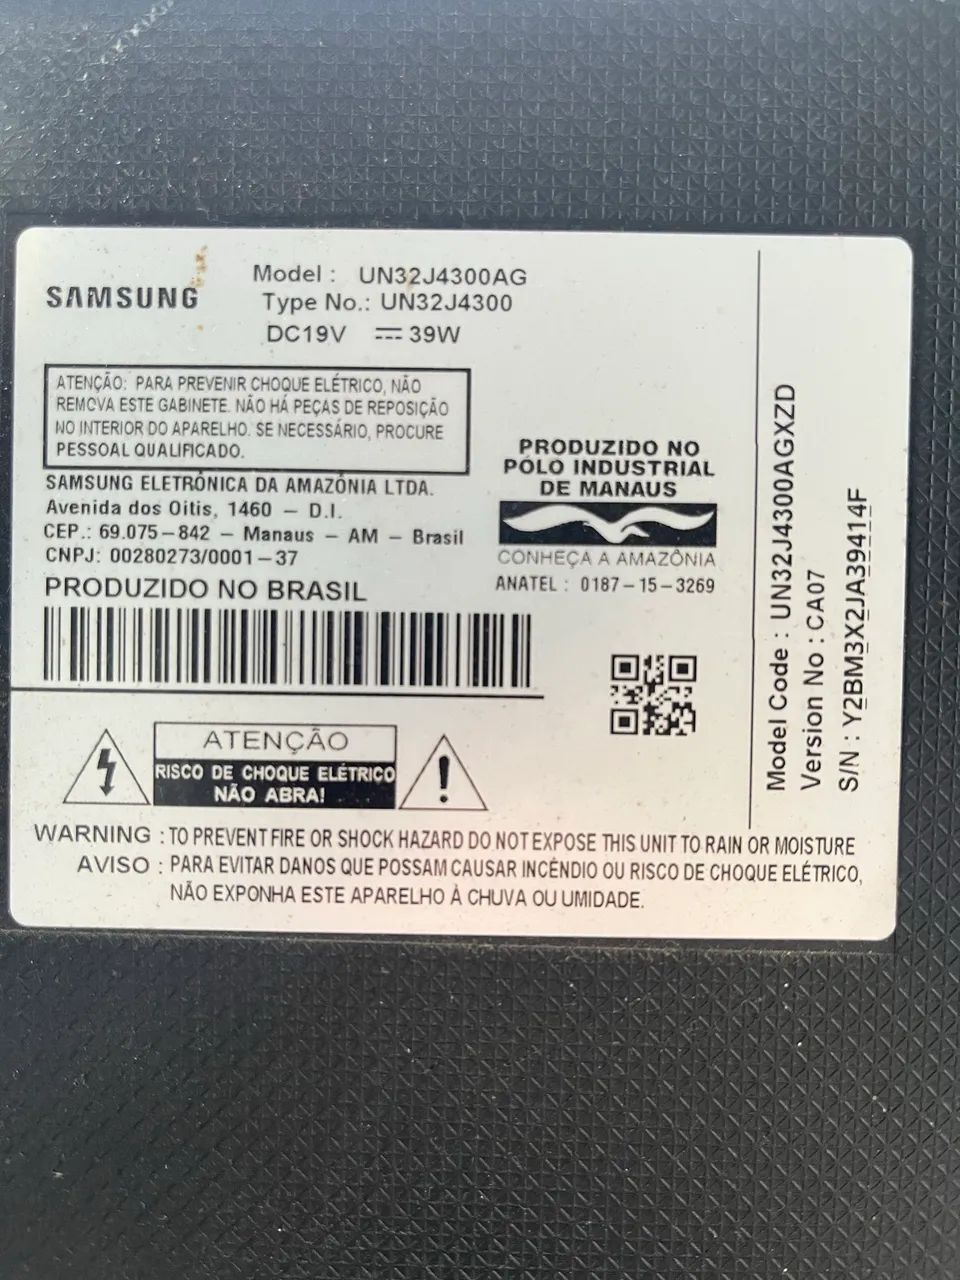 SAMSUNG
Model : UN32J4300AG
Type No.: UN32J4300
DC19V ⎓ 39W
ATENÇÃO: PARA PREVENIR CHOQUE ELÉTRICO, NÃO
REMOVA ESTE GABINETE. NÃO HÁ PEÇAS DE REPOSIÇÃO
NO INTERIOR DO APARELHO. SE NECESSÁRIO, PROCURE
PESSOAL QUALIFICADO.
SAMSUNG ELETRÔNICA DA AMAZÔNIA LTDA.
Avenida dos Oitis, 1460 – D.I.
CEP.: 69.075–842 – Manaus – AM – Brasil
CNPJ: 00280273/0001–37
PRODUZIDO NO BRASIL
PRODUZIDO NO
PÓLO INDUSTRIAL
DE MANAUS
CONHEÇA A AMAZÔNIA
ANATEL : 0187–15–3269
ATENÇÃO
RISCO DE CHOQUE ELÉTRICO
NÃO ABRA!
WARNING : TO PREVENT FIRE OR SHOCK HAZARD DO NOT EXPOSE THIS UNIT TO RAIN OR MOISTURE
AVISO : PARA EVITAR DANOS QUE POSSAM CAUSAR INCÊNDIO OU RISCO DE CHOQUE ELÉTRICO,
NÃO EXPONHA ESTE APARELHO À CHUVA OU UMIDADE.
Model Code : UN32J4300AGXZD
Version No : CA07
S/N : Y2BM3X2JA39414F